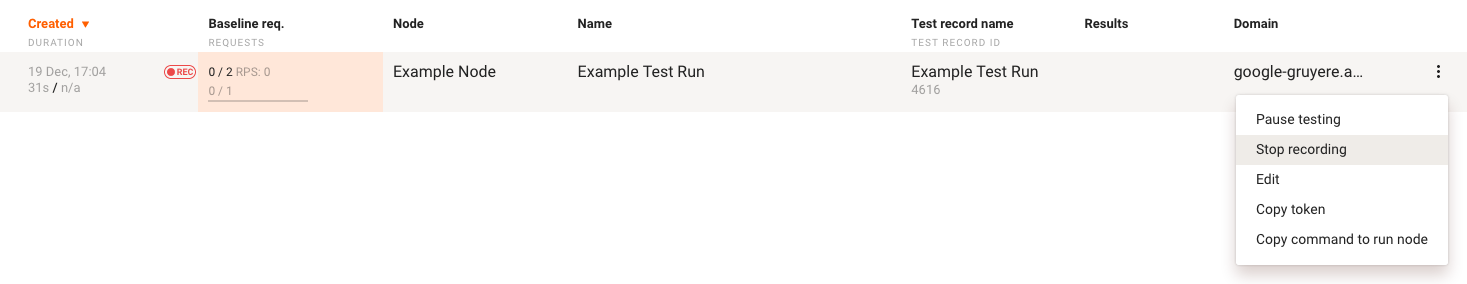 Created ▼ Baseline req. Node Name Test record name Results Domain
DURATION REQUESTS TEST RECORD ID
19 Dec, 17:04 REC 0 / 2 RPS: 0 Example Node Example Test Run Example Test Run google-gruyere.a...
31s / n/a 0 / 1 4616
Pause testing
Stop recording
Edit
Copy token
Copy command to run node